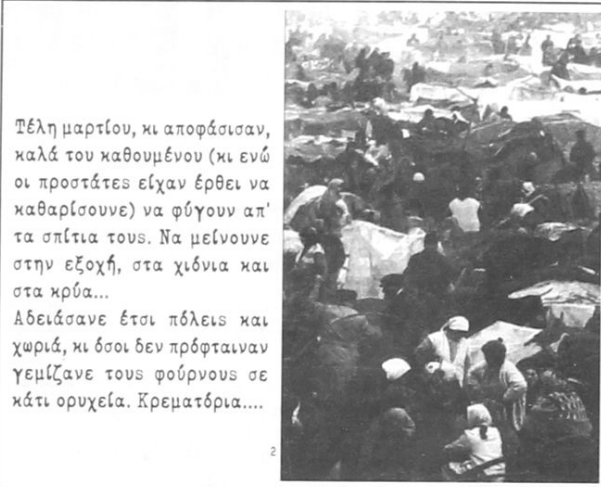 Τέλη μαρτίου, κι αποφάσισαν,
καλά του καθουμένου (κι ενώ
οι προστάτες είχαν έρθει να
καθαρίσουνε) να φύγουν απ'
τα σπίτια τους. Να μείνουνε
στην εξοχή, στα χιόνια και
στα κρύα...
Αδειάσανε έτσι πόλεις και
χωριά, κι όσοι δεν πρόφταιναν
γεμίζανε τους φούρνους σε
κάτι ορυχεία. Κρεματόρια....
2